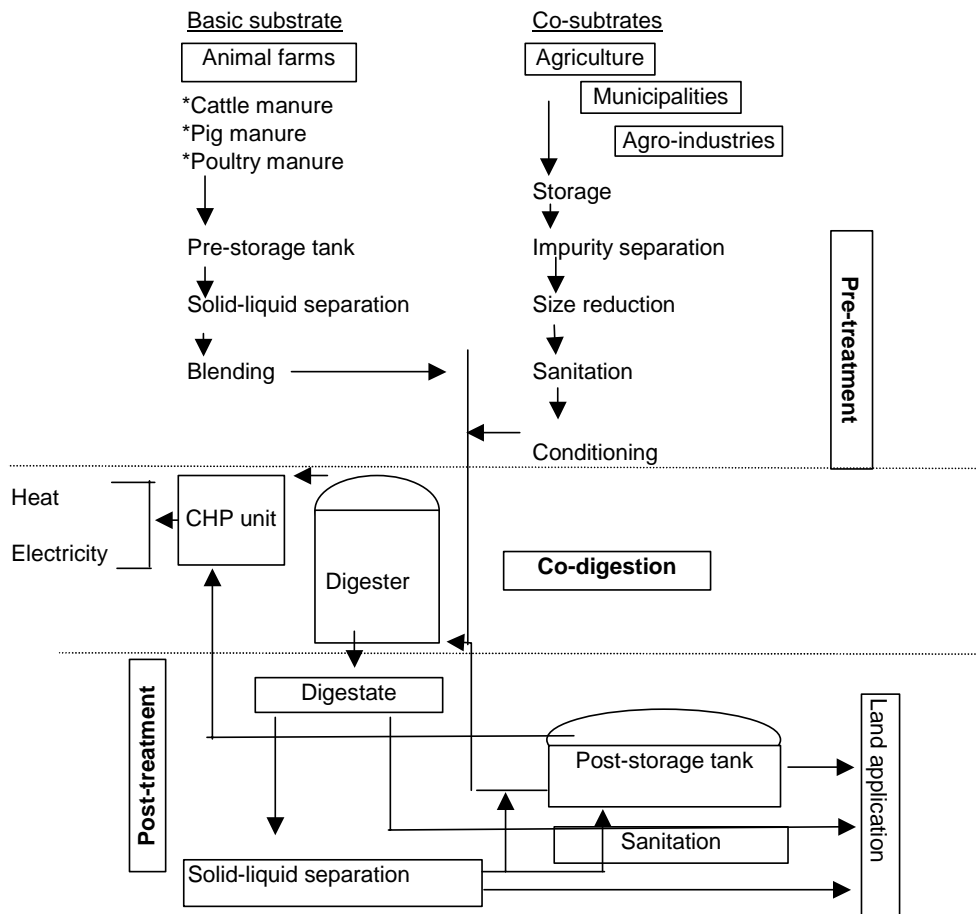 Basic substrate
Co-subtrates
Animal farms
Agriculture
Municipalities
Agro-industries
*Cattle manure
*Pig manure
*Poultry manure
Storage
Pre-storage tank
Impurity separation
Solid-liquid separation
Size reduction
Blending
Sanitation
Conditioning
Pre-treatment
Heat
Electricity
CHP unit
Digester
Co-digestion
Digestate
Post-treatment
Post-storage tank
Land application
Sanitation
Solid-liquid separation